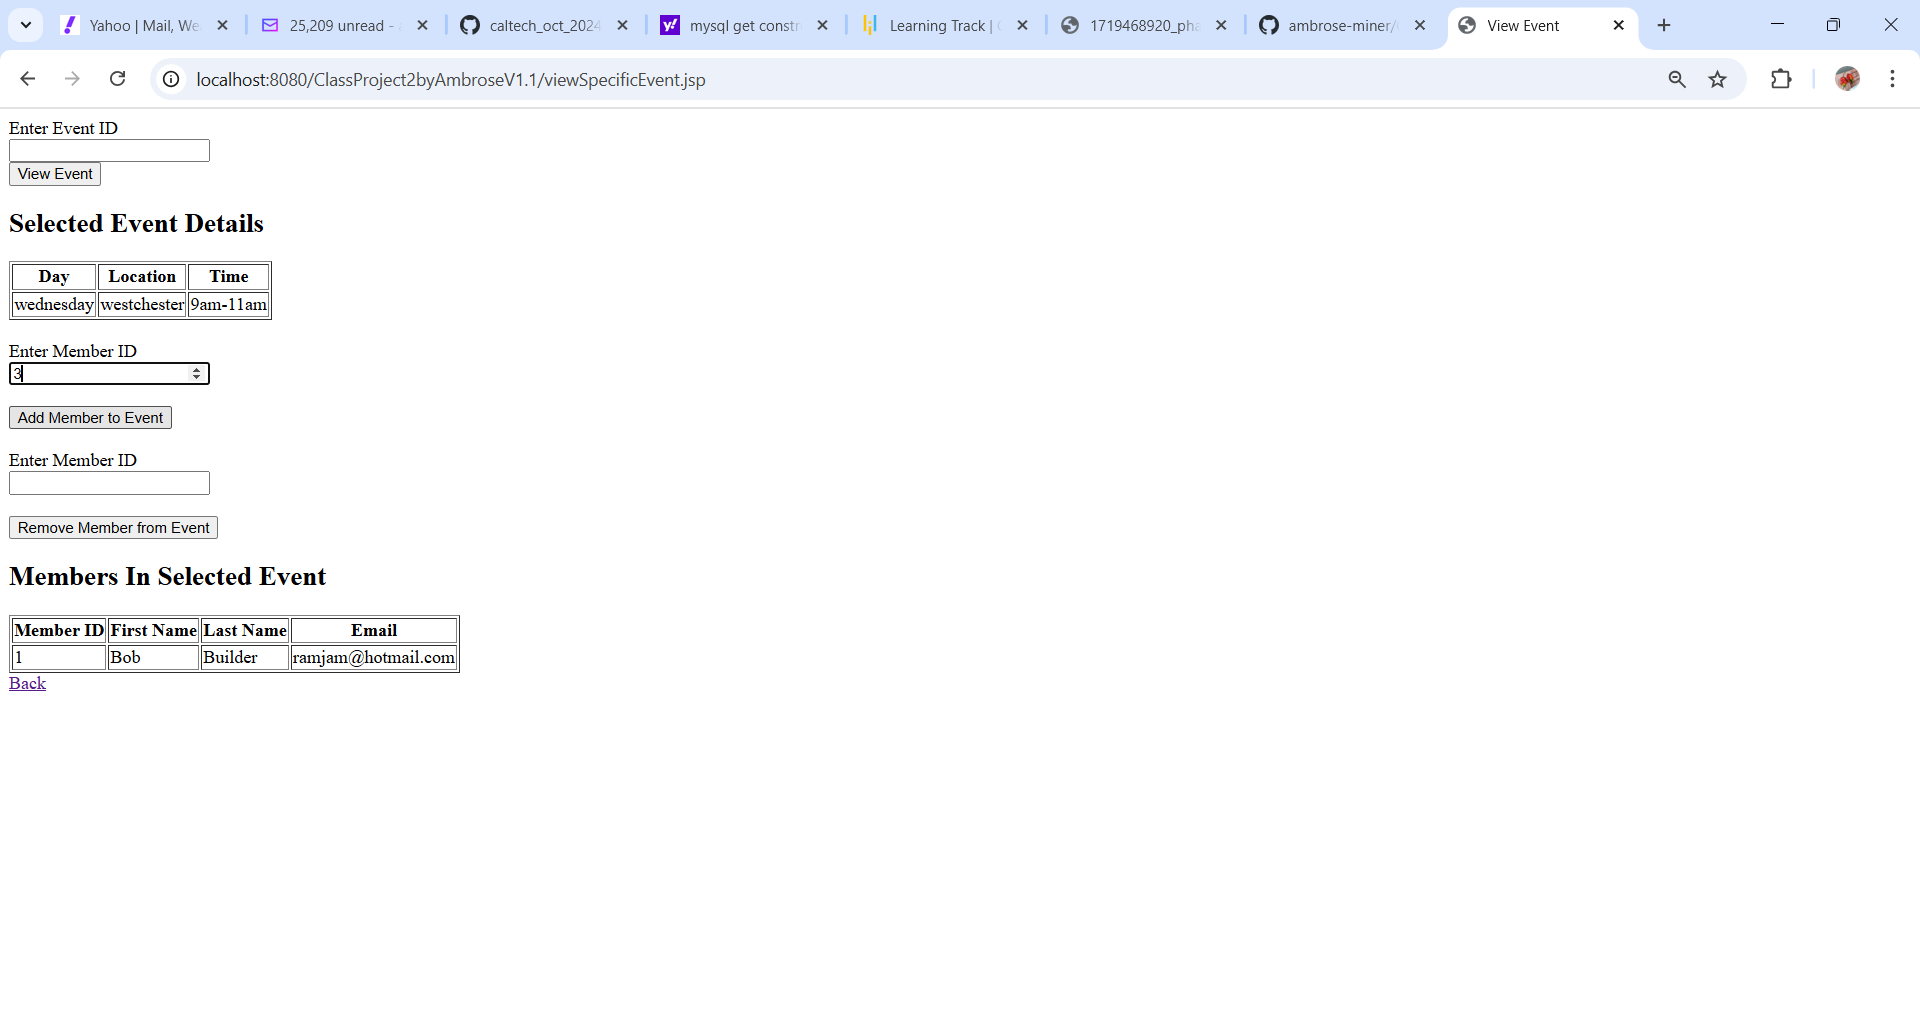 Yahoo | Mail, We
25,209 unread -
caltech_oct_2024
mysql get constr
Learning Track |
1719468920_pha
ambrose-miner/
View Event
localhost:8080/ClassProject2byAmbroseV1.1/viewSpecificEvent.jsp
Enter Event ID
View Event
Selected Event Details
Day Location Time
wednesday westchester 9am-11am
Enter Member ID
3
Add Member to Event
Enter Member ID
Remove Member from Event
Members In Selected Event
Member ID First Name Last Name Email
1 Bob Builder ramjam@hotmail.com
Back